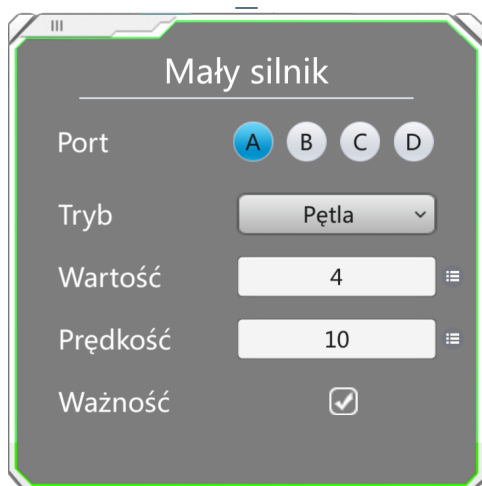 Mały silnik
Port A B C D
Tryb Pętla
Wartość 4
Prędkość 10
Ważność